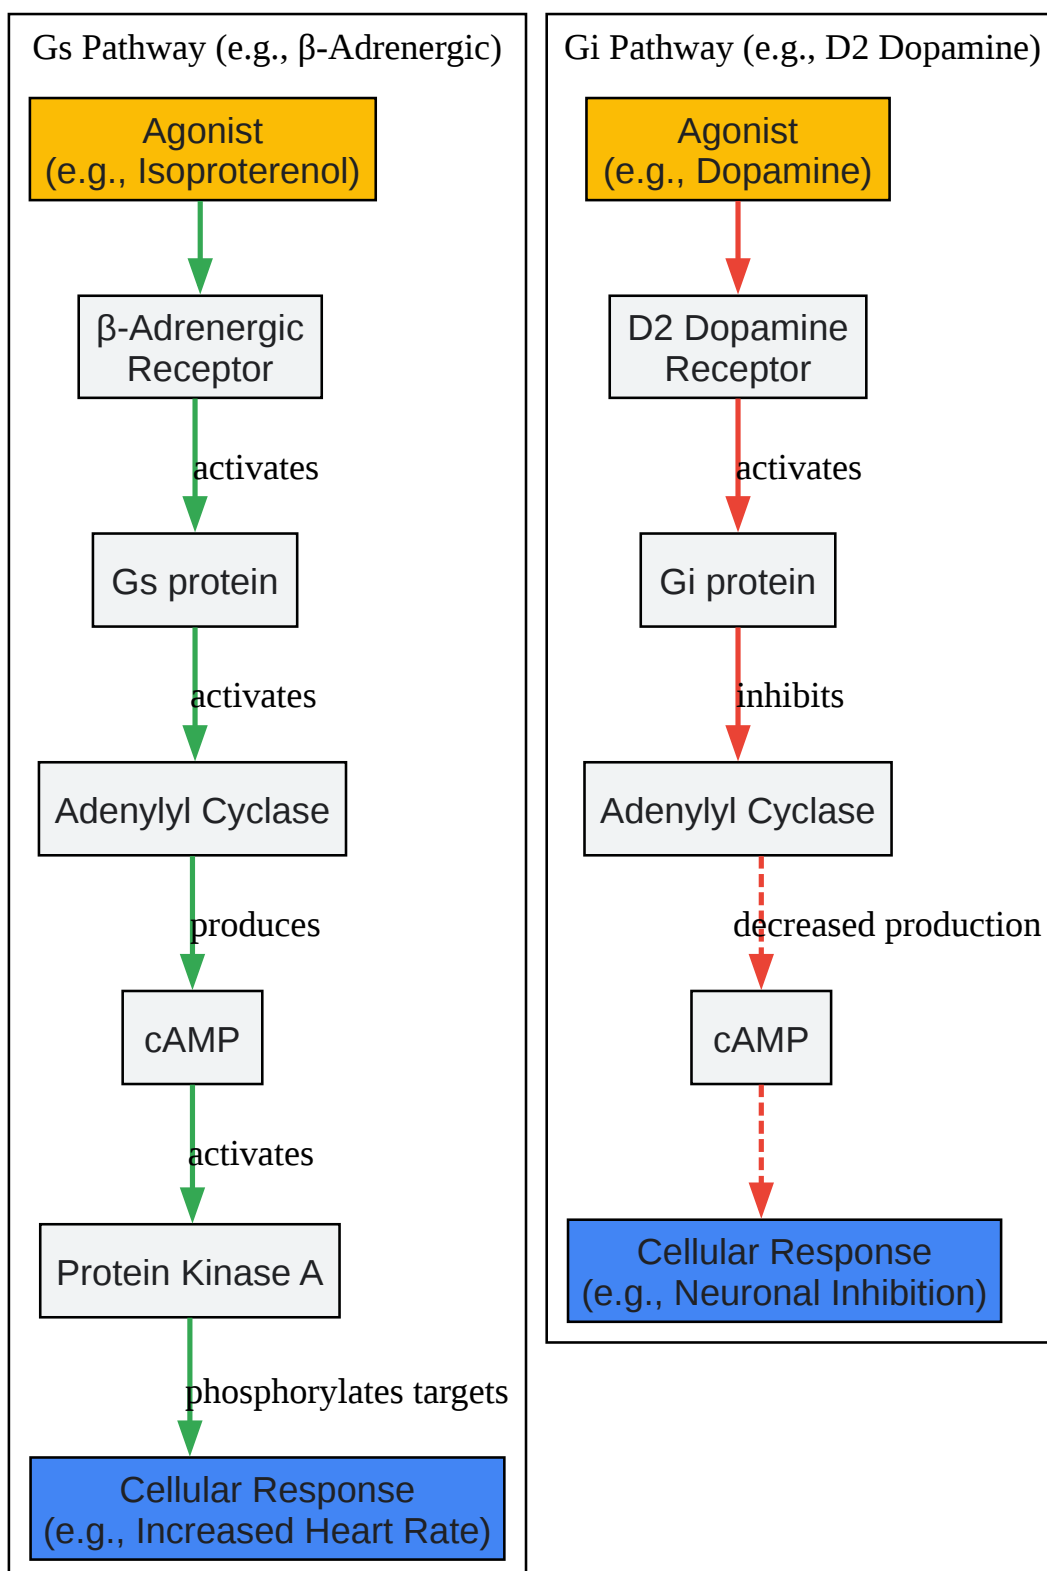 Gs Pathway (e.g., β-Adrenergic)
Agonist
(e.g., Isoproterenol)
β-Adrenergic
Receptor
activates
Gs protein
activates
Adenylyl Cyclase
produces
cAMP
activates
Protein Kinase A
phosphorylates targets
Cellular Response
(e.g., Increased Heart Rate)
Gi Pathway (e.g., D2 Dopamine)
Agonist
(e.g., Dopamine)
D2 Dopamine
Receptor
activates
Gi protein
inhibits
Adenylyl Cyclase
decreased production
cAMP
Cellular Response
(e.g., Neuronal Inhibition)